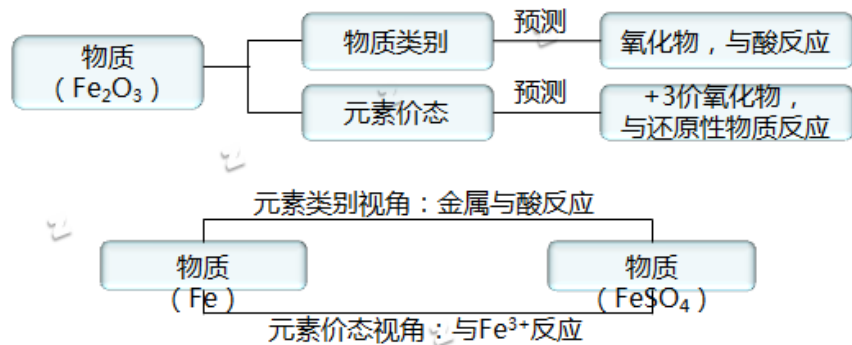 物质
（Fe₂O₃）
物质类别
预测
氧化物，与酸反应
元素价态
预测
+3价氧化物，
与还原性物质反应
元素类别视角：金属与酸反应
物质
（Fe）
物质
（FeSO₄）
元素价态视角：与Fe³⁺反应